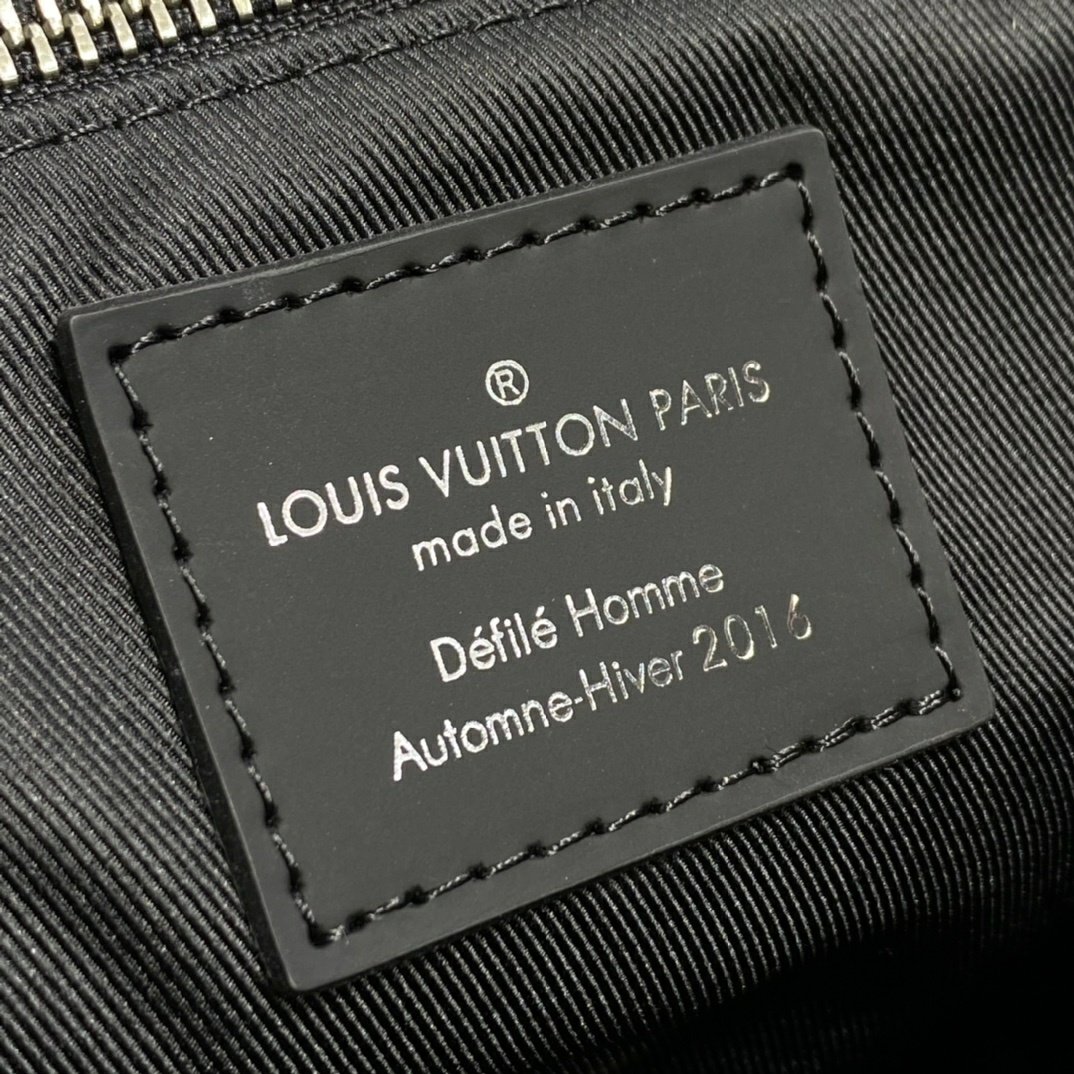 ®
LOUIS VUITTON PARIS
made in italy
Défilé Homme
Automne-Hiver 2016